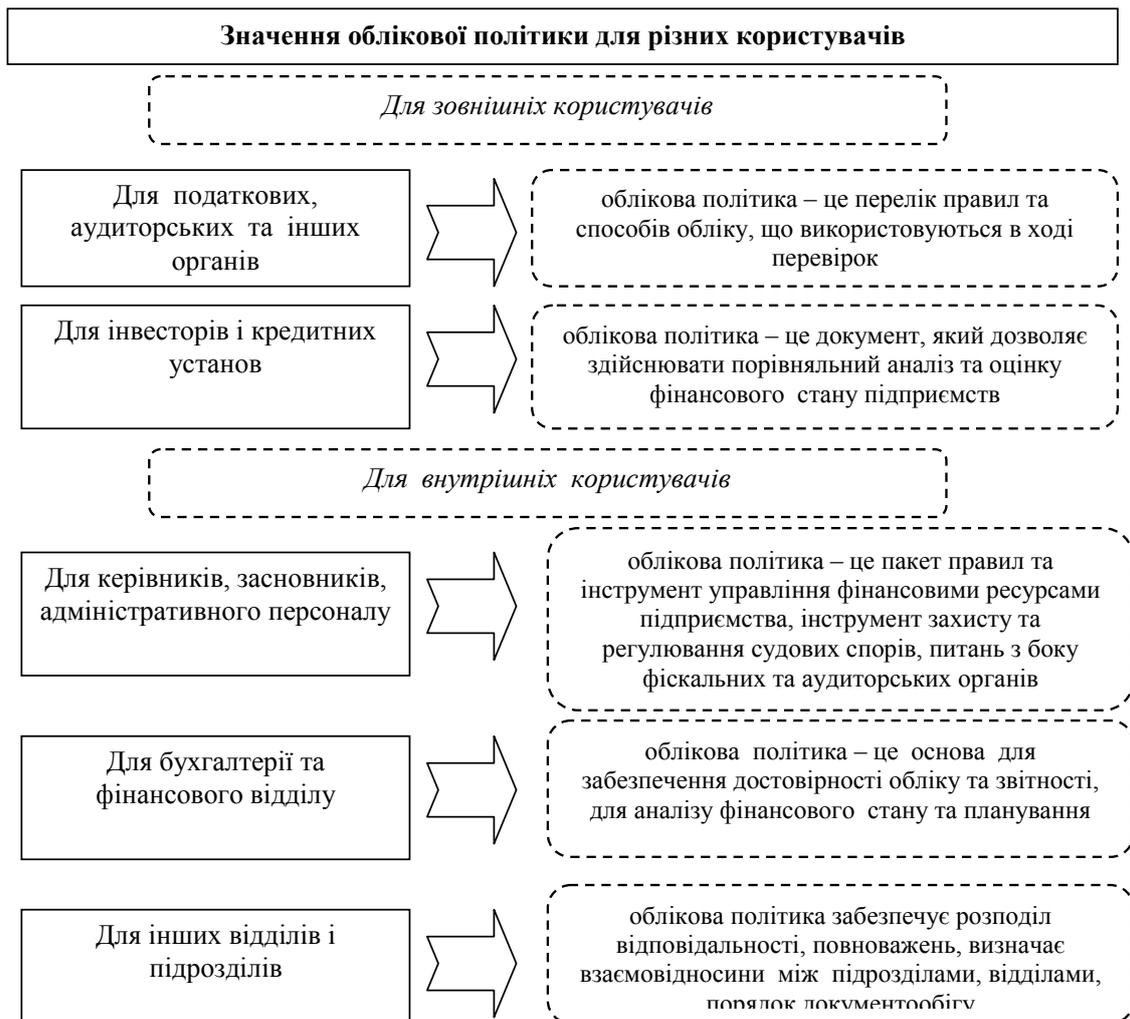 Значення облікової політики для різних користувачів
Для зовнішніх користувачів
Для податкових,
аудиторських та інших
органів
облікова політика – це перелік правил та
способів обліку, що використовуються в ході
перевірок
Для інвесторів і кредитних
установ
облікова політика – це документ, який дозволяє
здійснювати порівняльний аналіз та оцінку
фінансового стану підприємств
Для внутрішніх користувачів
Для керівників, засновників,
адміністративного персоналу
облікова політика – це пакет правил та
інструмент управління фінансовими ресурсами
підприємства, інструмент захисту та
регулювання судових спорів, питань з боку
фіскальних та аудиторських органів
Для бухгалтерії та
фінансового відділу
облікова політика – це основа для
забезпечення достовірності обліку та звітності,
для аналізу фінансового стану та планування
Для інших відділів і
підрозділів
облікова політика забезпечує розподіл
відповідальності, повноважень, визначає
взаємовідносини між підрозділами, відділами,
порядок документообігу